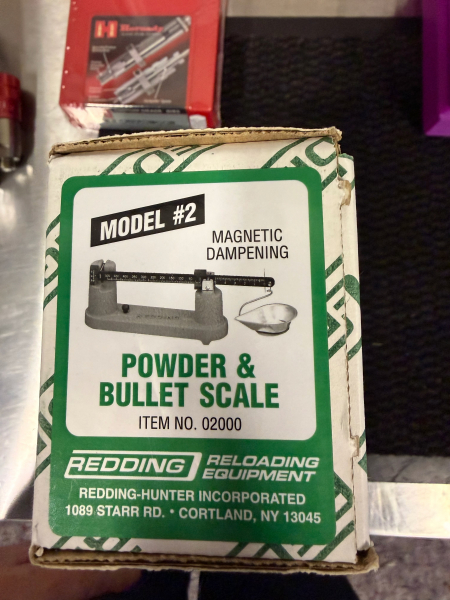 Hornady
MODEL #2
MAGNETIC
DAMPENING
POWDER &
BULLET SCALE
ITEM NO. 02000
REDDING
RELOADING
EQUIPMENT
REDDING-HUNTER INCORPORATED
1089 STARR RD. • CORTLAND, NY 13045